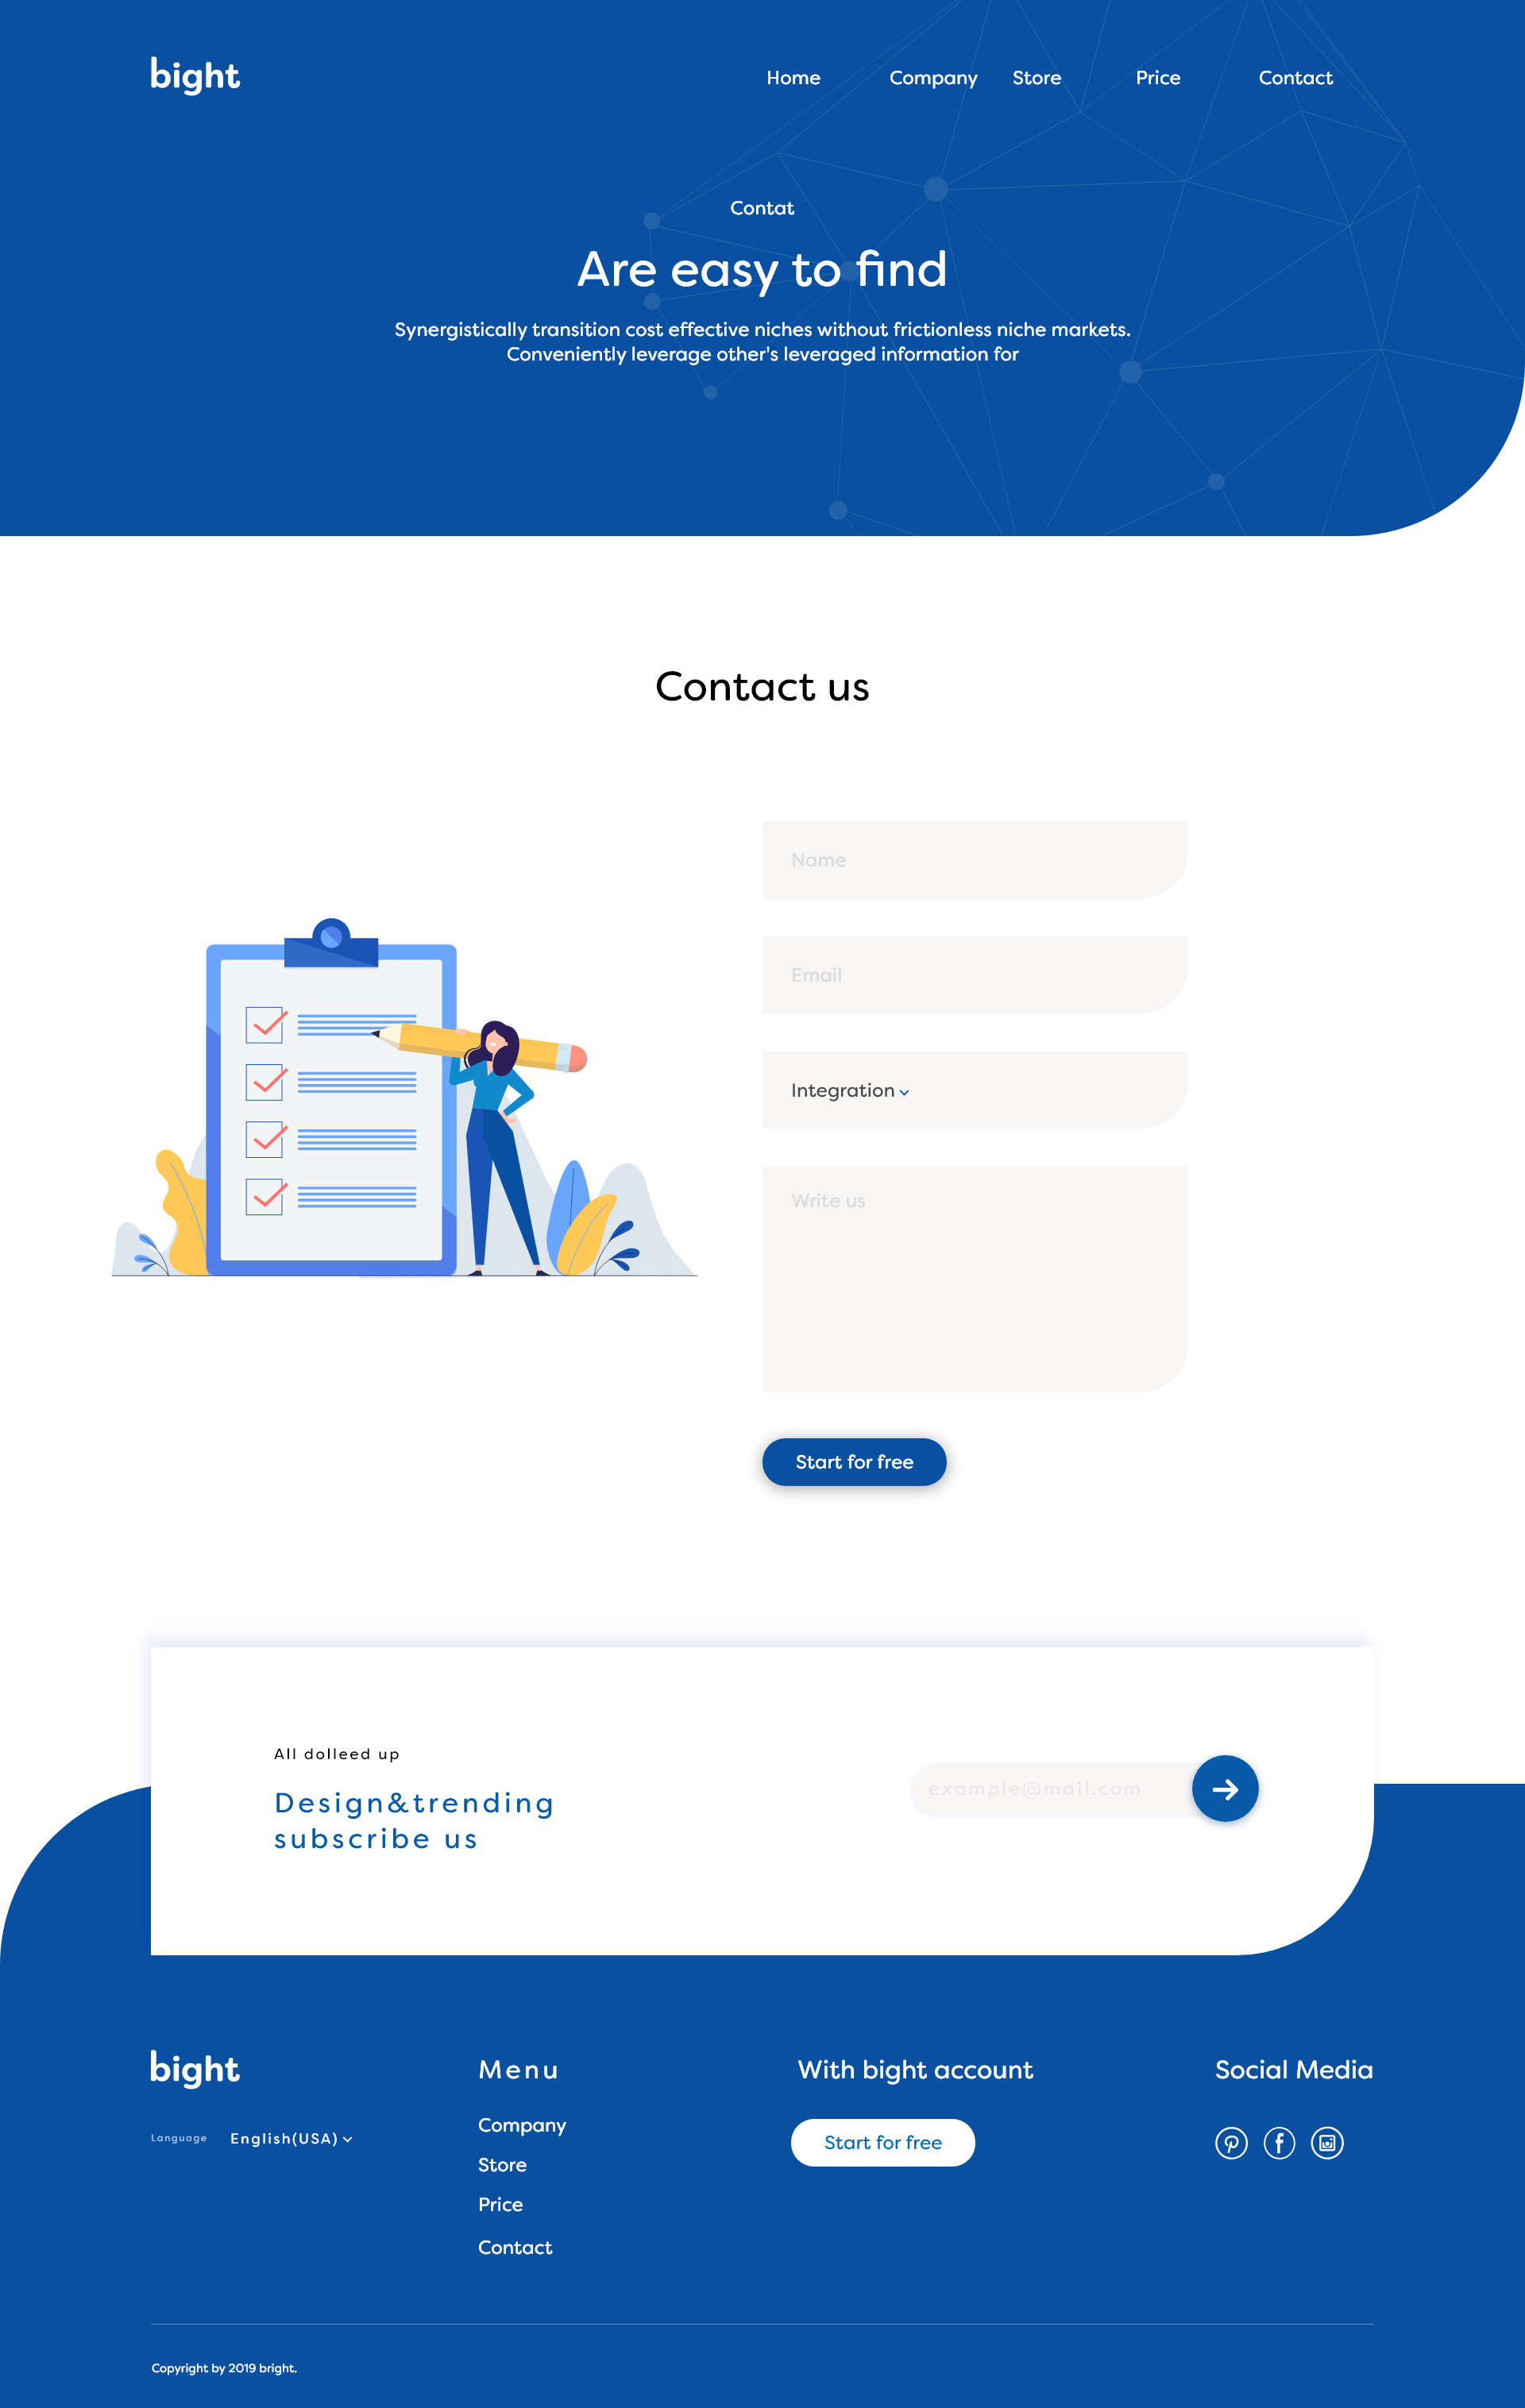 bight
Home Company Store Price Contact
Contat
Are easy to find
Synergistically transition cost effective niches without frictionless niche markets.
Conveniently leverage other's leveraged information for
Contact us
Name
Email
Integration
Write us
Start for free
All dolleed up
Design&trending
subscribe us
example@mail.com
bight
Language English(USA)
Menu
Company
Store
Price
Contact
With bight account
Start for free
Social Media
Copyright by 2019 bright.